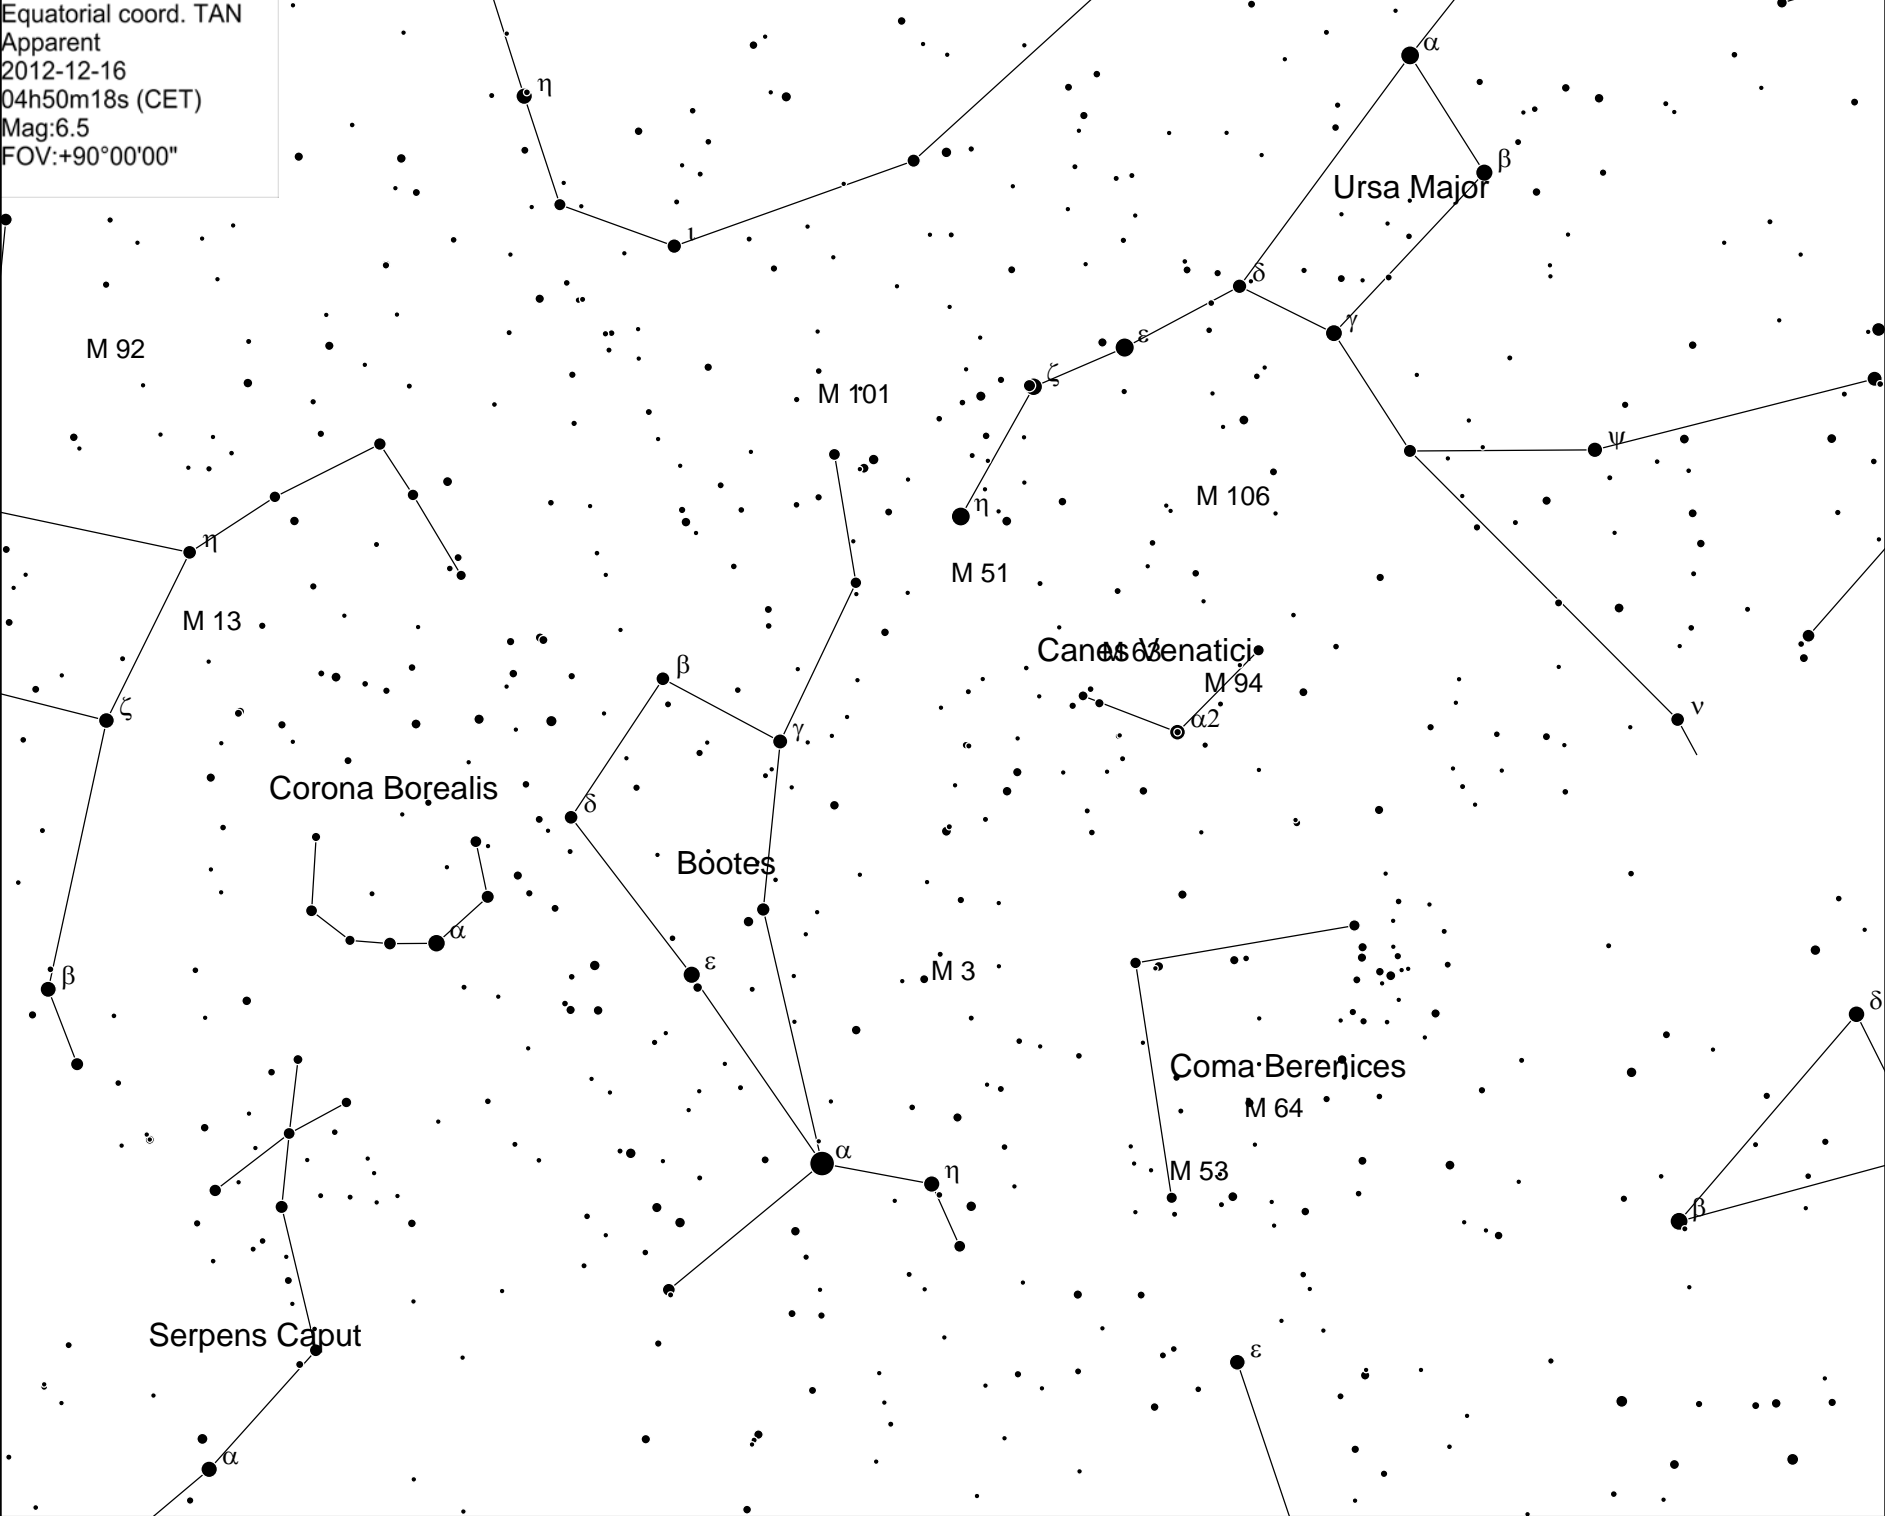 Equatorial coord. TAN
Apparent
2012-12-16
04h50m18s (CET)
Mag:6.5
FOV:+90°00'00"
α
η
β
Ursa Major
ι
δ
γ
ε
M 92
ζ
M 101
ψ
M 106
η
η
M 51
M 13
Canes Venatici
M 63
β
M 94
ζ
ν
α2
γ
Corona Borealis
δ
Bootes
α
ε
M 3
β
δ
Coma Berenices
M 64
α
η
M 53
β
Serpens Caput
ε
α